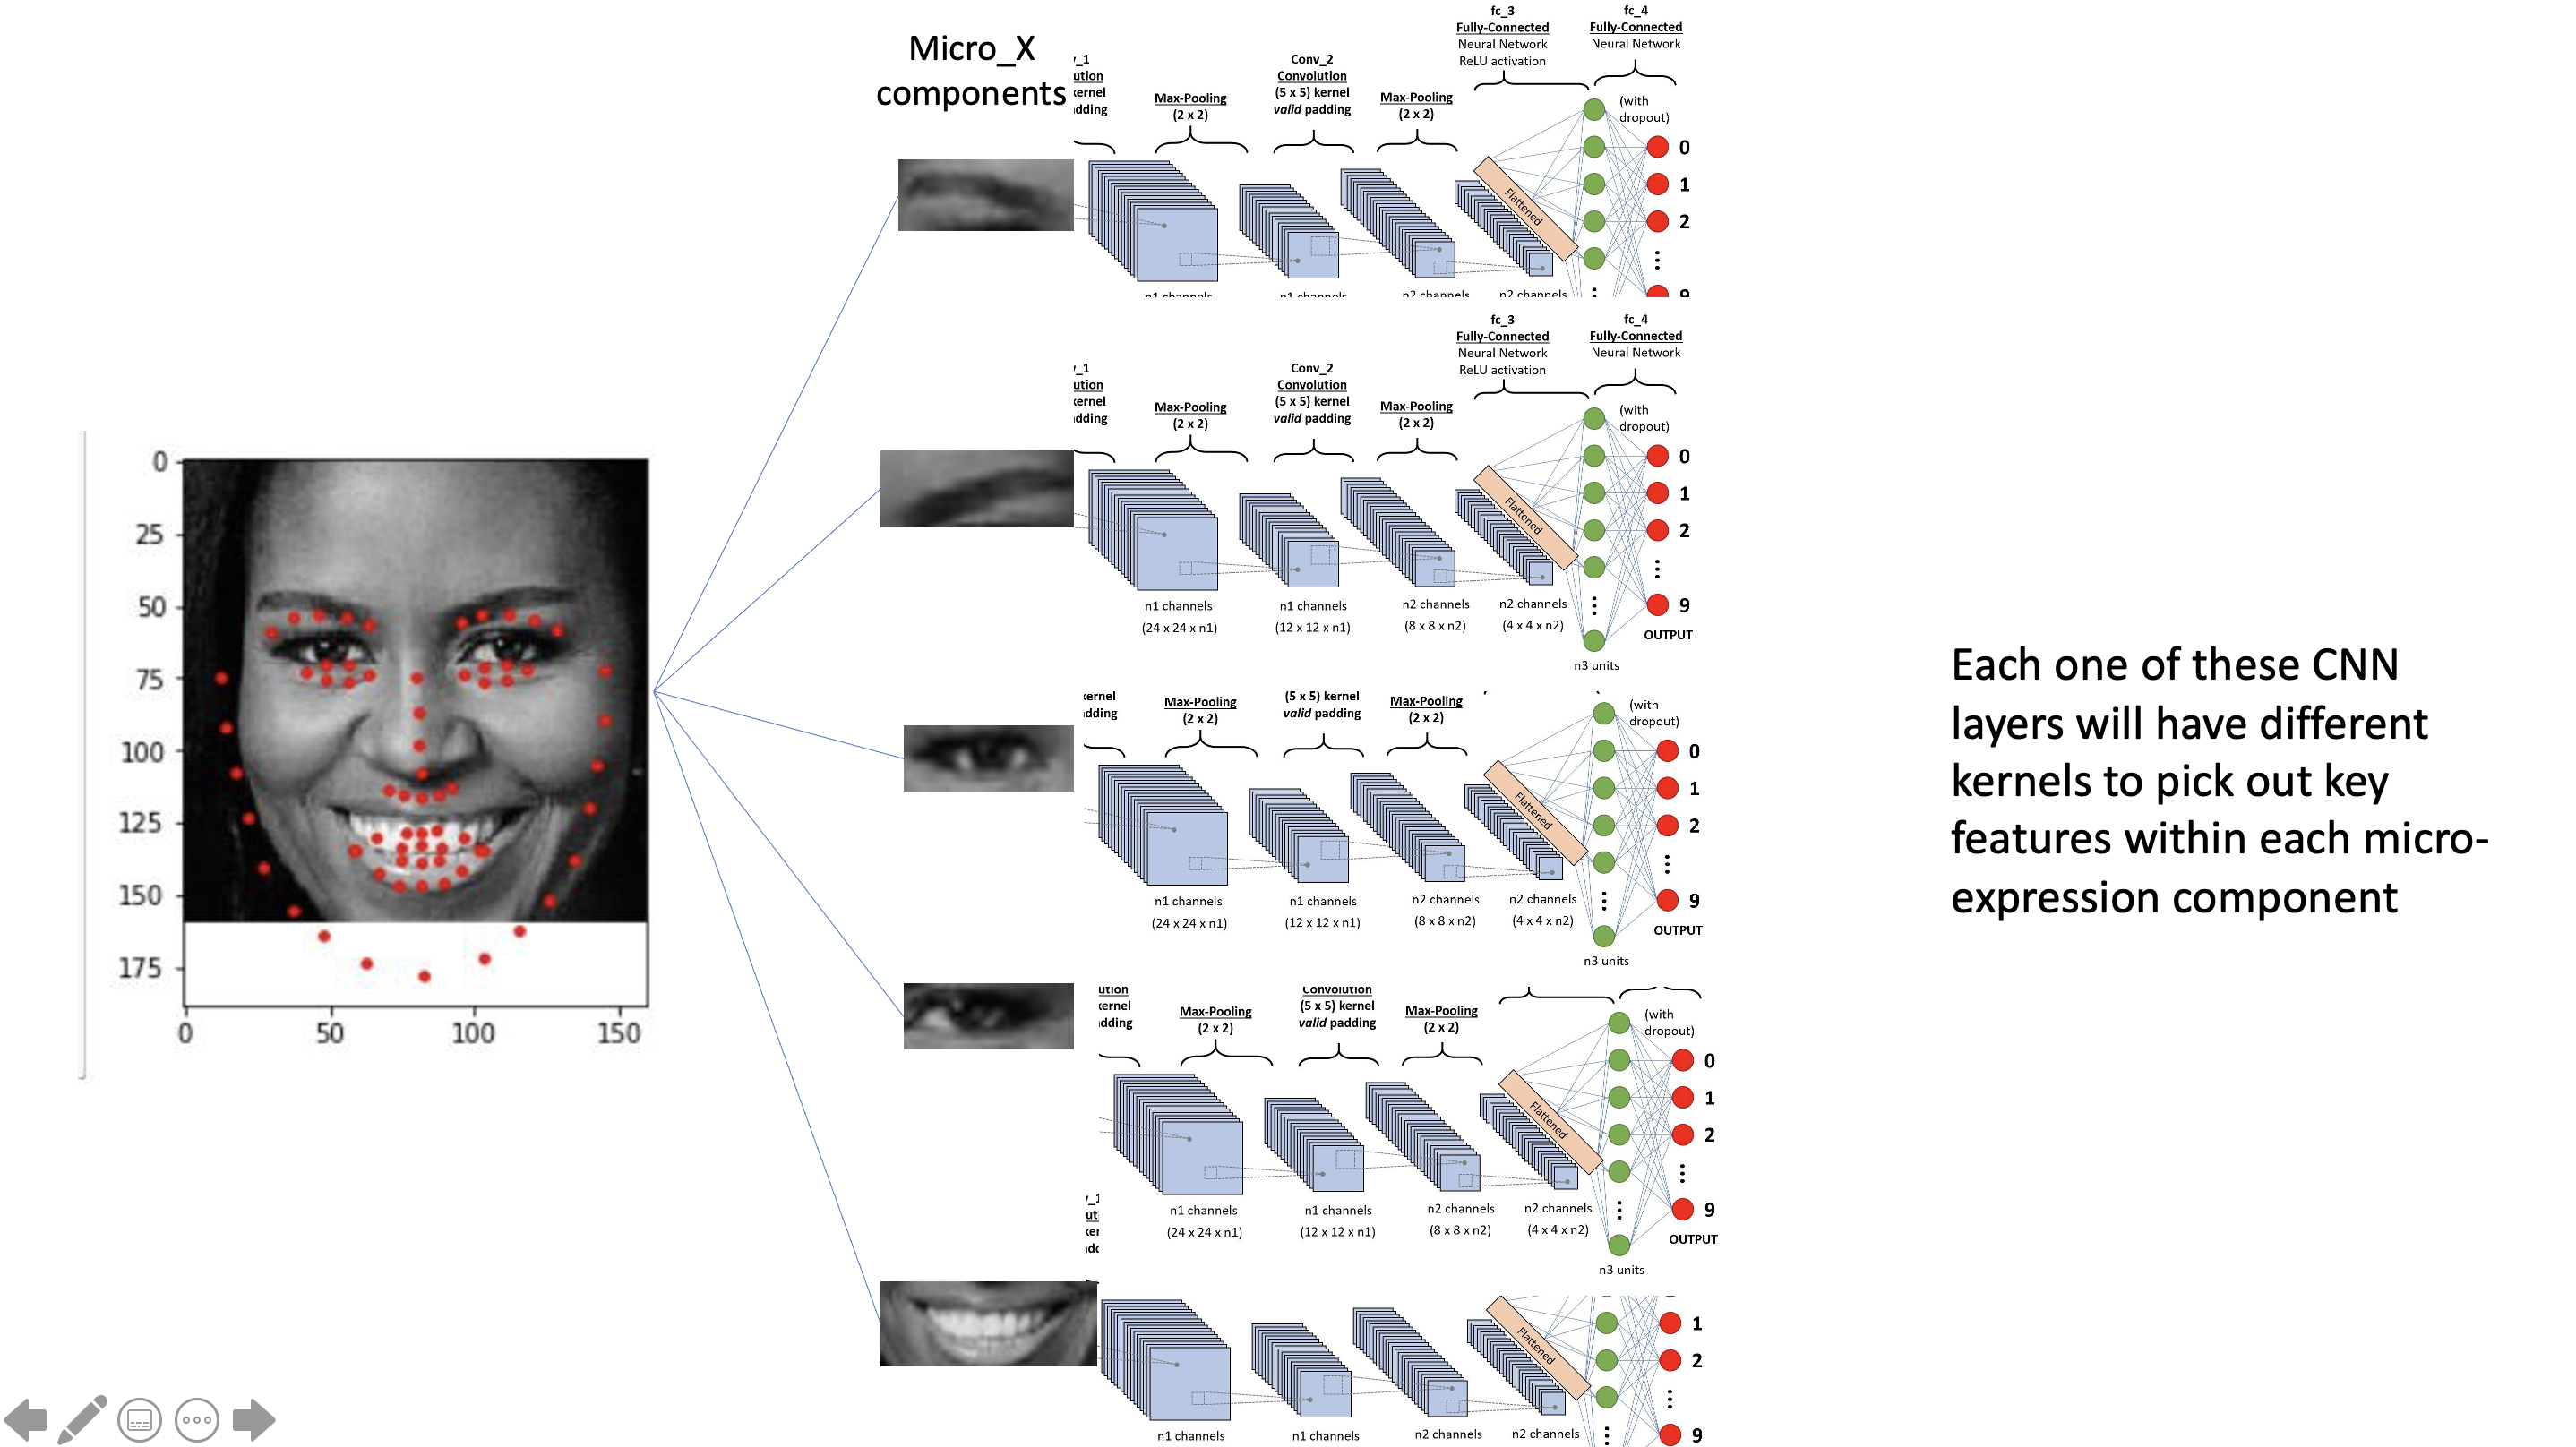 Micro_X
components
0
25
50
75
100
125
150
175
0 50 100 150
fc_3
Fully-Connected
Neural Network
ReLU activation
fc_4
Fully-Connected
Neural Network
Conv_2
Convolution
(5 x 5) kernel
valid padding
Max-Pooling
(2 x 2)
Max-Pooling
(2 x 2)
(with
dropout)
Flattened
0
1
2
9
n1 channels n1 channels n2 channels n2 channels
fc_3
Fully-Connected
Neural Network
ReLU activation
fc_4
Fully-Connected
Neural Network
Conv_2
Convolution
(5 x 5) kernel
valid padding
Max-Pooling
(2 x 2)
Max-Pooling
(2 x 2)
(with
dropout)
Flattened
0
1
2
9
OUTPUT
n1 channels n1 channels n2 channels n2 channels
(24 x 24 x n1) (12 x 12 x n1) (8 x 8 x n2) (4 x 4 x n2)
n3 units
kernel
Max-Pooling
(2 x 2)
(5 x 5) kernel
valid padding
Max-Pooling
(2 x 2)
(with
dropout)
Flattened
0
1
2
9
OUTPUT
n1 channels n1 channels n2 channels n2 channels
(24 x 24 x n1) (12 x 12 x n1) (8 x 8 x n2) (4 x 4 x n2)
n3 units
kernel
Max-Pooling
(2 x 2)
Convolution
(5 x 5) kernel
valid padding
Max-Pooling
(2 x 2)
(with
dropout)
Flattened
0
1
2
9
OUTPUT
n1 channels n1 channels n2 channels n2 channels
(24 x 24 x n1) (12 x 12 x n1) (8 x 8 x n2) (4 x 4 x n2)
n3 units
Flattened
1
2
9
n1 channels n1 channels n2 channels n2 channels
Each one of these CNN
layers will have different
kernels to pick out key
features within each micro-
expression component